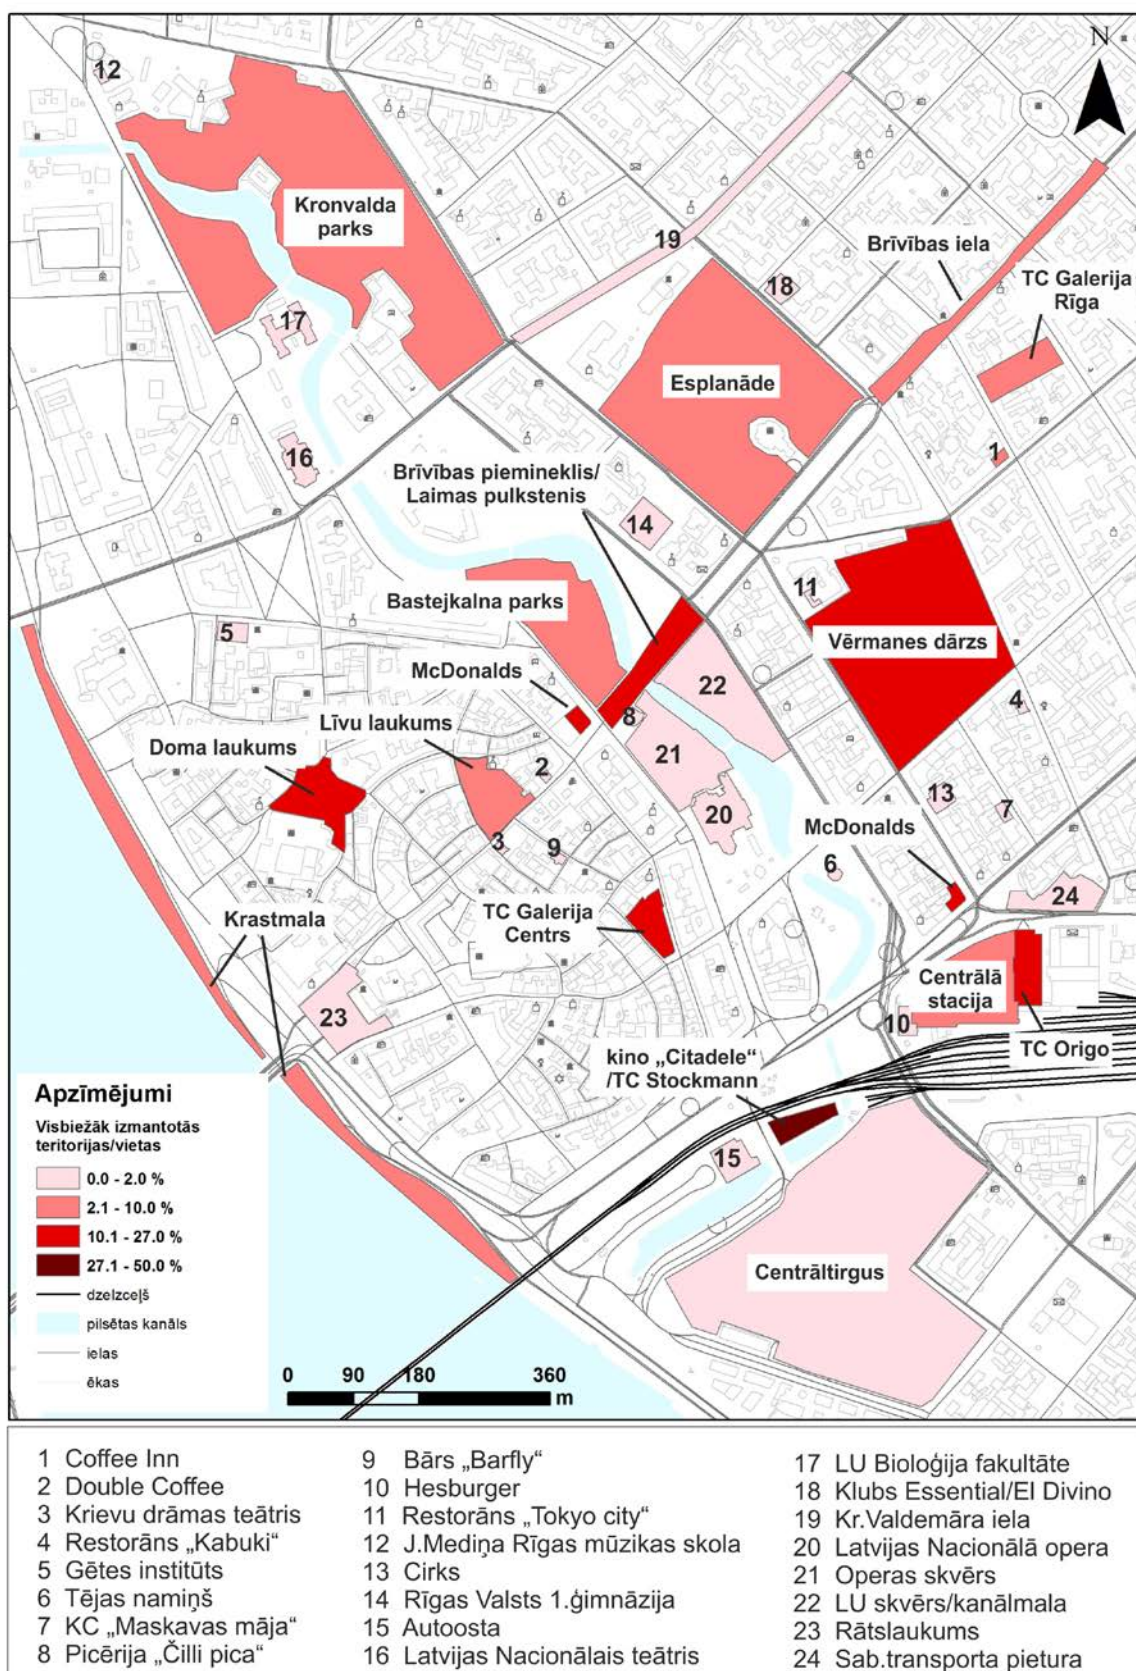 N
12
Kronvalda
parks
19
Brīvības iela
18
TC Galerija
Rīga
17
Esplanāde
1
16
Brīvības piemineklis/
Laimas pulkstenis
14
11
Bastejkalna parks
Vērmanes dārzs
5
McDonalds
22
4
Līvu laukums
8
Doma laukums
2
21
13
7
20
McDonalds
3
9
6
24
TC Galerija
Centrs
Krastmala
Centrālā
stacija
23
10
kino „Citadele“
/TC Stockmann
TC Origo
15
Centrāltirgus
Apzīmējumi
Visbiežāk izmantotās
teritorijas/vietas
0.0 - 2.0 %
2.1 - 10.0 %
10.1 - 27.0 %
27.1 - 50.0 %
dzelzceļš
pilsētas kanāls
ielas
ēkas
0 90 180 360
m
1 Coffee Inn
2 Double Coffee
3 Krievu drāmas teātris
4 Restorāns „Kabuki“
5 Gētes institūts
6 Tējas namiņš
7 KC „Maskavas māja“
8 Picērija „Čilli pica“
9 Bārs „Barfly“
10 Hesburger
11 Restorāns „Tokyo city“
12 J.Mediņa Rīgas mūzikas skola
13 Cirks
14 Rīgas Valsts 1.ģimnāzija
15 Autoosta
16 Latvijas Nacionālais teātris
17 LU Bioloģija fakultāte
18 Klubs Essential/El Divino
19 Kr.Valdemāra iela
20 Latvijas Nacionālā opera
21 Operas skvērs
22 LU skvērs/kanālmala
23 Rātslaukums
24 Sab.transporta pietura